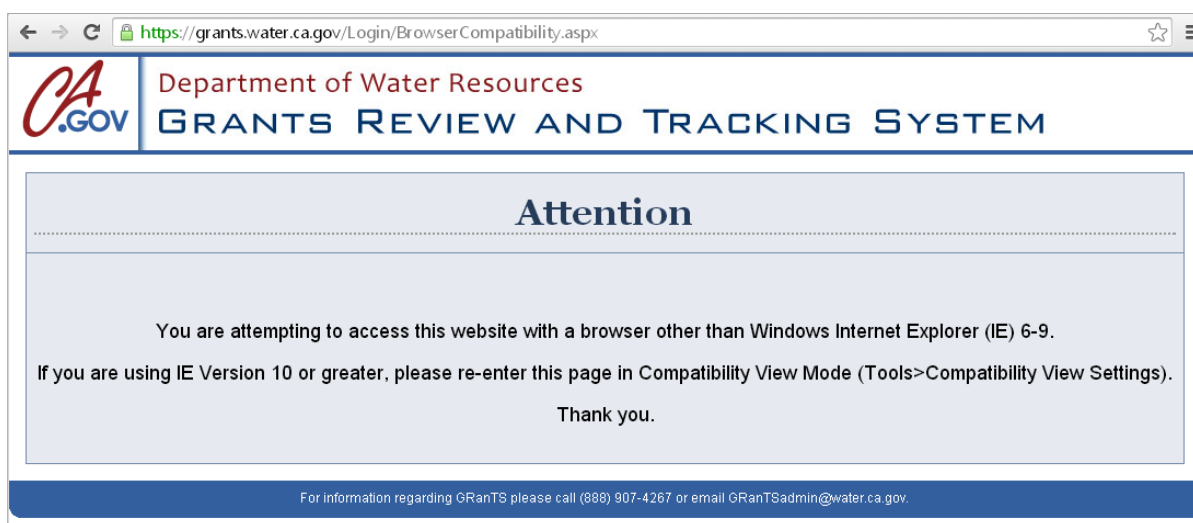 https://grants.water.ca.gov/Login/BrowserCompatibility.aspx
CA
.GOV
Department of Water Resources
GRANTS REVIEW AND TRACKING SYSTEM
Attention
You are attempting to access this website with a browser other than Windows Internet Explorer (IE) 6-9.
If you are using IE Version 10 or greater, please re-enter this page in Compatibility View Mode (Tools>Compatibility View Settings).
Thank you.
For information regarding GRanTS please call (888) 907-4267 or email GRanTSadmin@water.ca.gov.